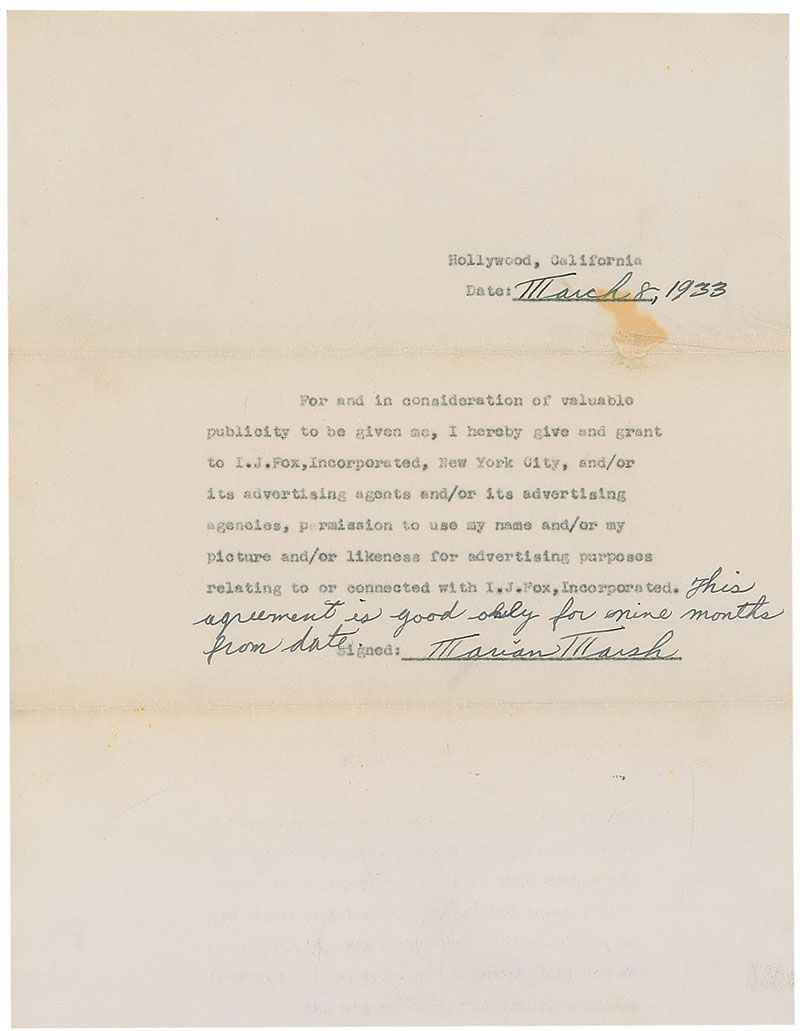 Hollywood, California
Date: March 8, 1933
For and in consideration of valuable
publicity to be given me, I hereby give and grant
to I.J.Fox,Incorporated, New York City, and/or
its advertising agents and/or its advertising
agencies, permission to use my name and/or my
picture and/or likeness for advertising purposes
relating to or connected with I.J.Fox,Incorporated. This
agreement is good only for nine months
from date.
Signed: Marian Marsh